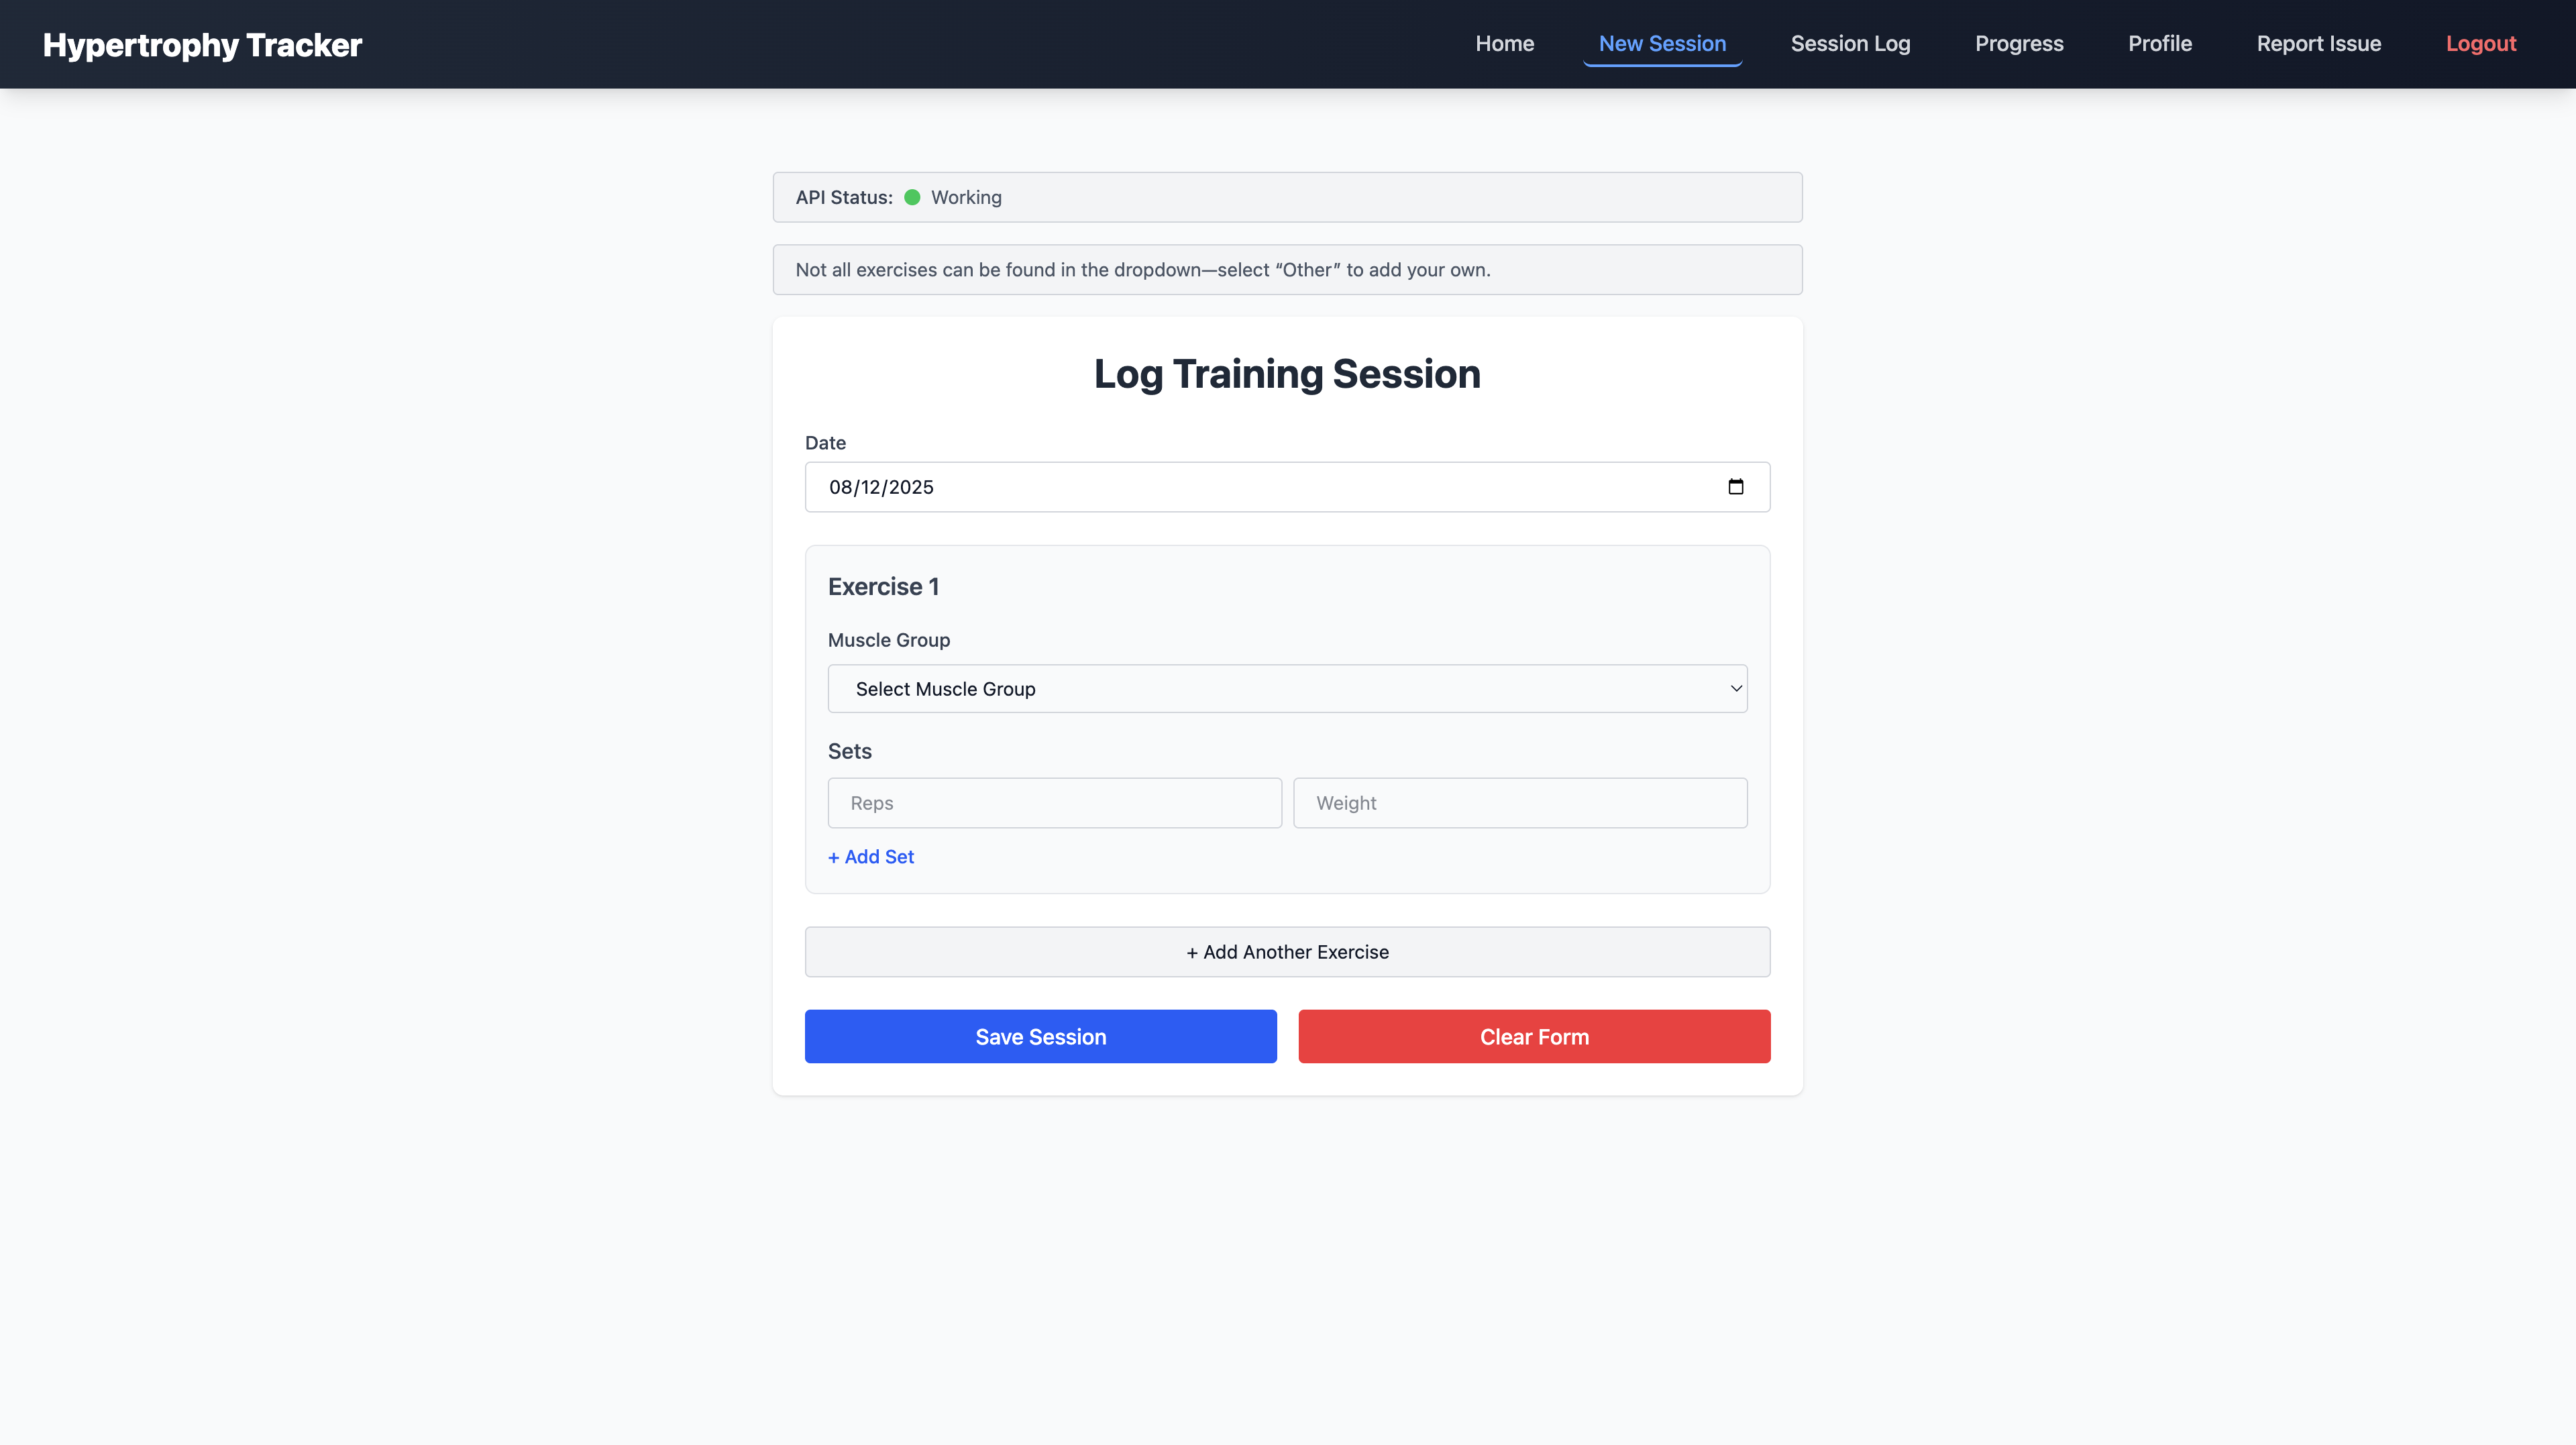 Hypertrophy Tracker
Home
New Session
Session Log
Progress
Profile
Report Issue
Logout
API Status: Working
Not all exercises can be found in the dropdown—select “Other” to add your own.
Log Training Session
Date
08/12/2025
Exercise 1
Muscle Group
Select Muscle Group
Sets
Reps
Weight
+ Add Set
+ Add Another Exercise
Save Session
Clear Form